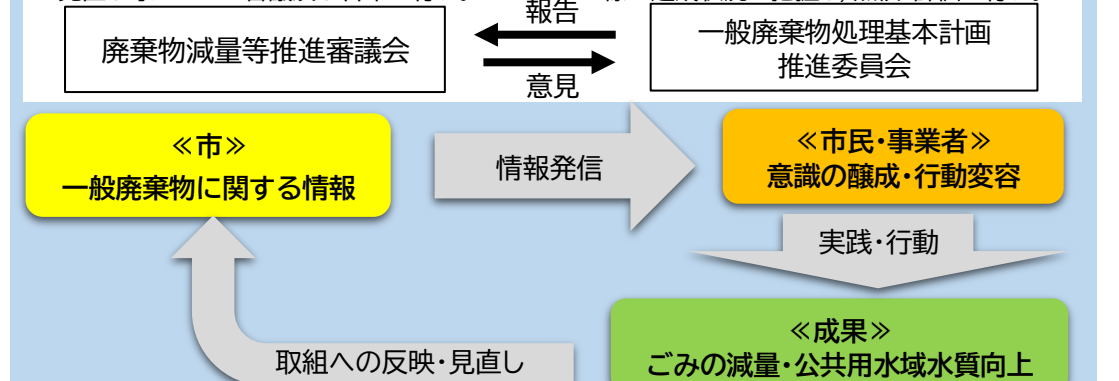 報告
廃棄物減量等推進審議会
一般廃棄物処理基本計画
推進委員会
意見
≪市≫
一般廃棄物に関する情報
情報発信
≪市民・事業者≫
意識の醸成・行動変容
実践・行動
≪成果≫
ごみの減量・公共用水域水質向上
取組への反映・見直し